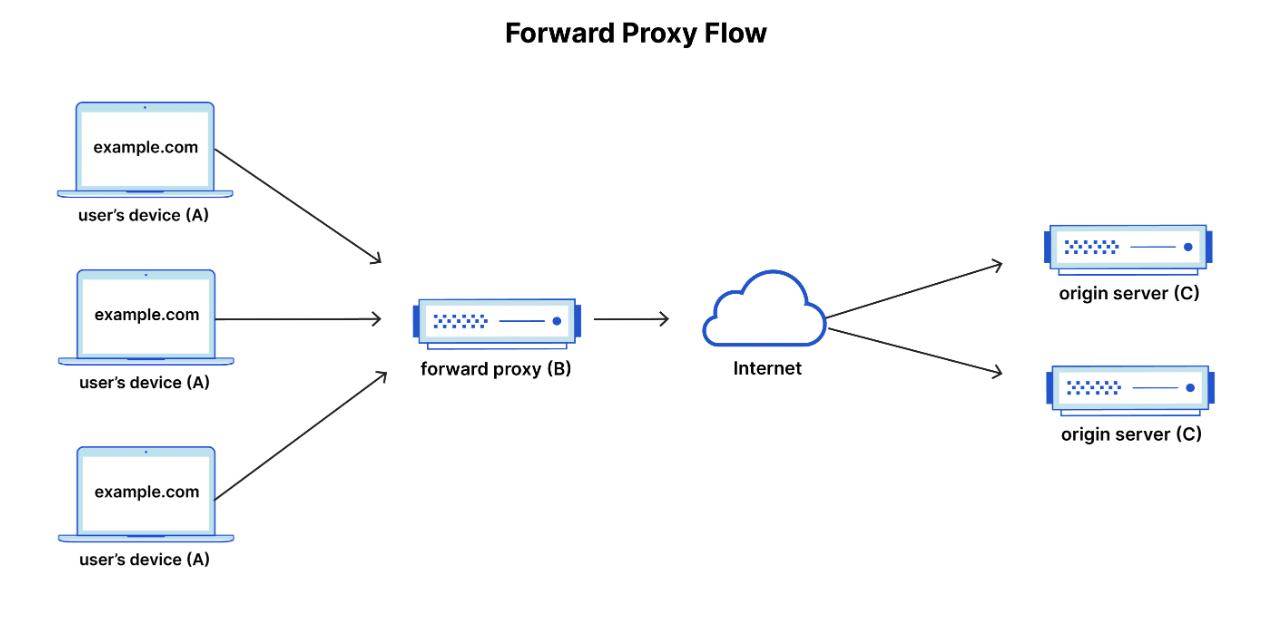 Forward Proxy Flow
example.com
user’s device (A)
example.com
user’s device (A)
example.com
user’s device (A)
forward proxy (B)
Internet
origin server (C)
origin server (C)